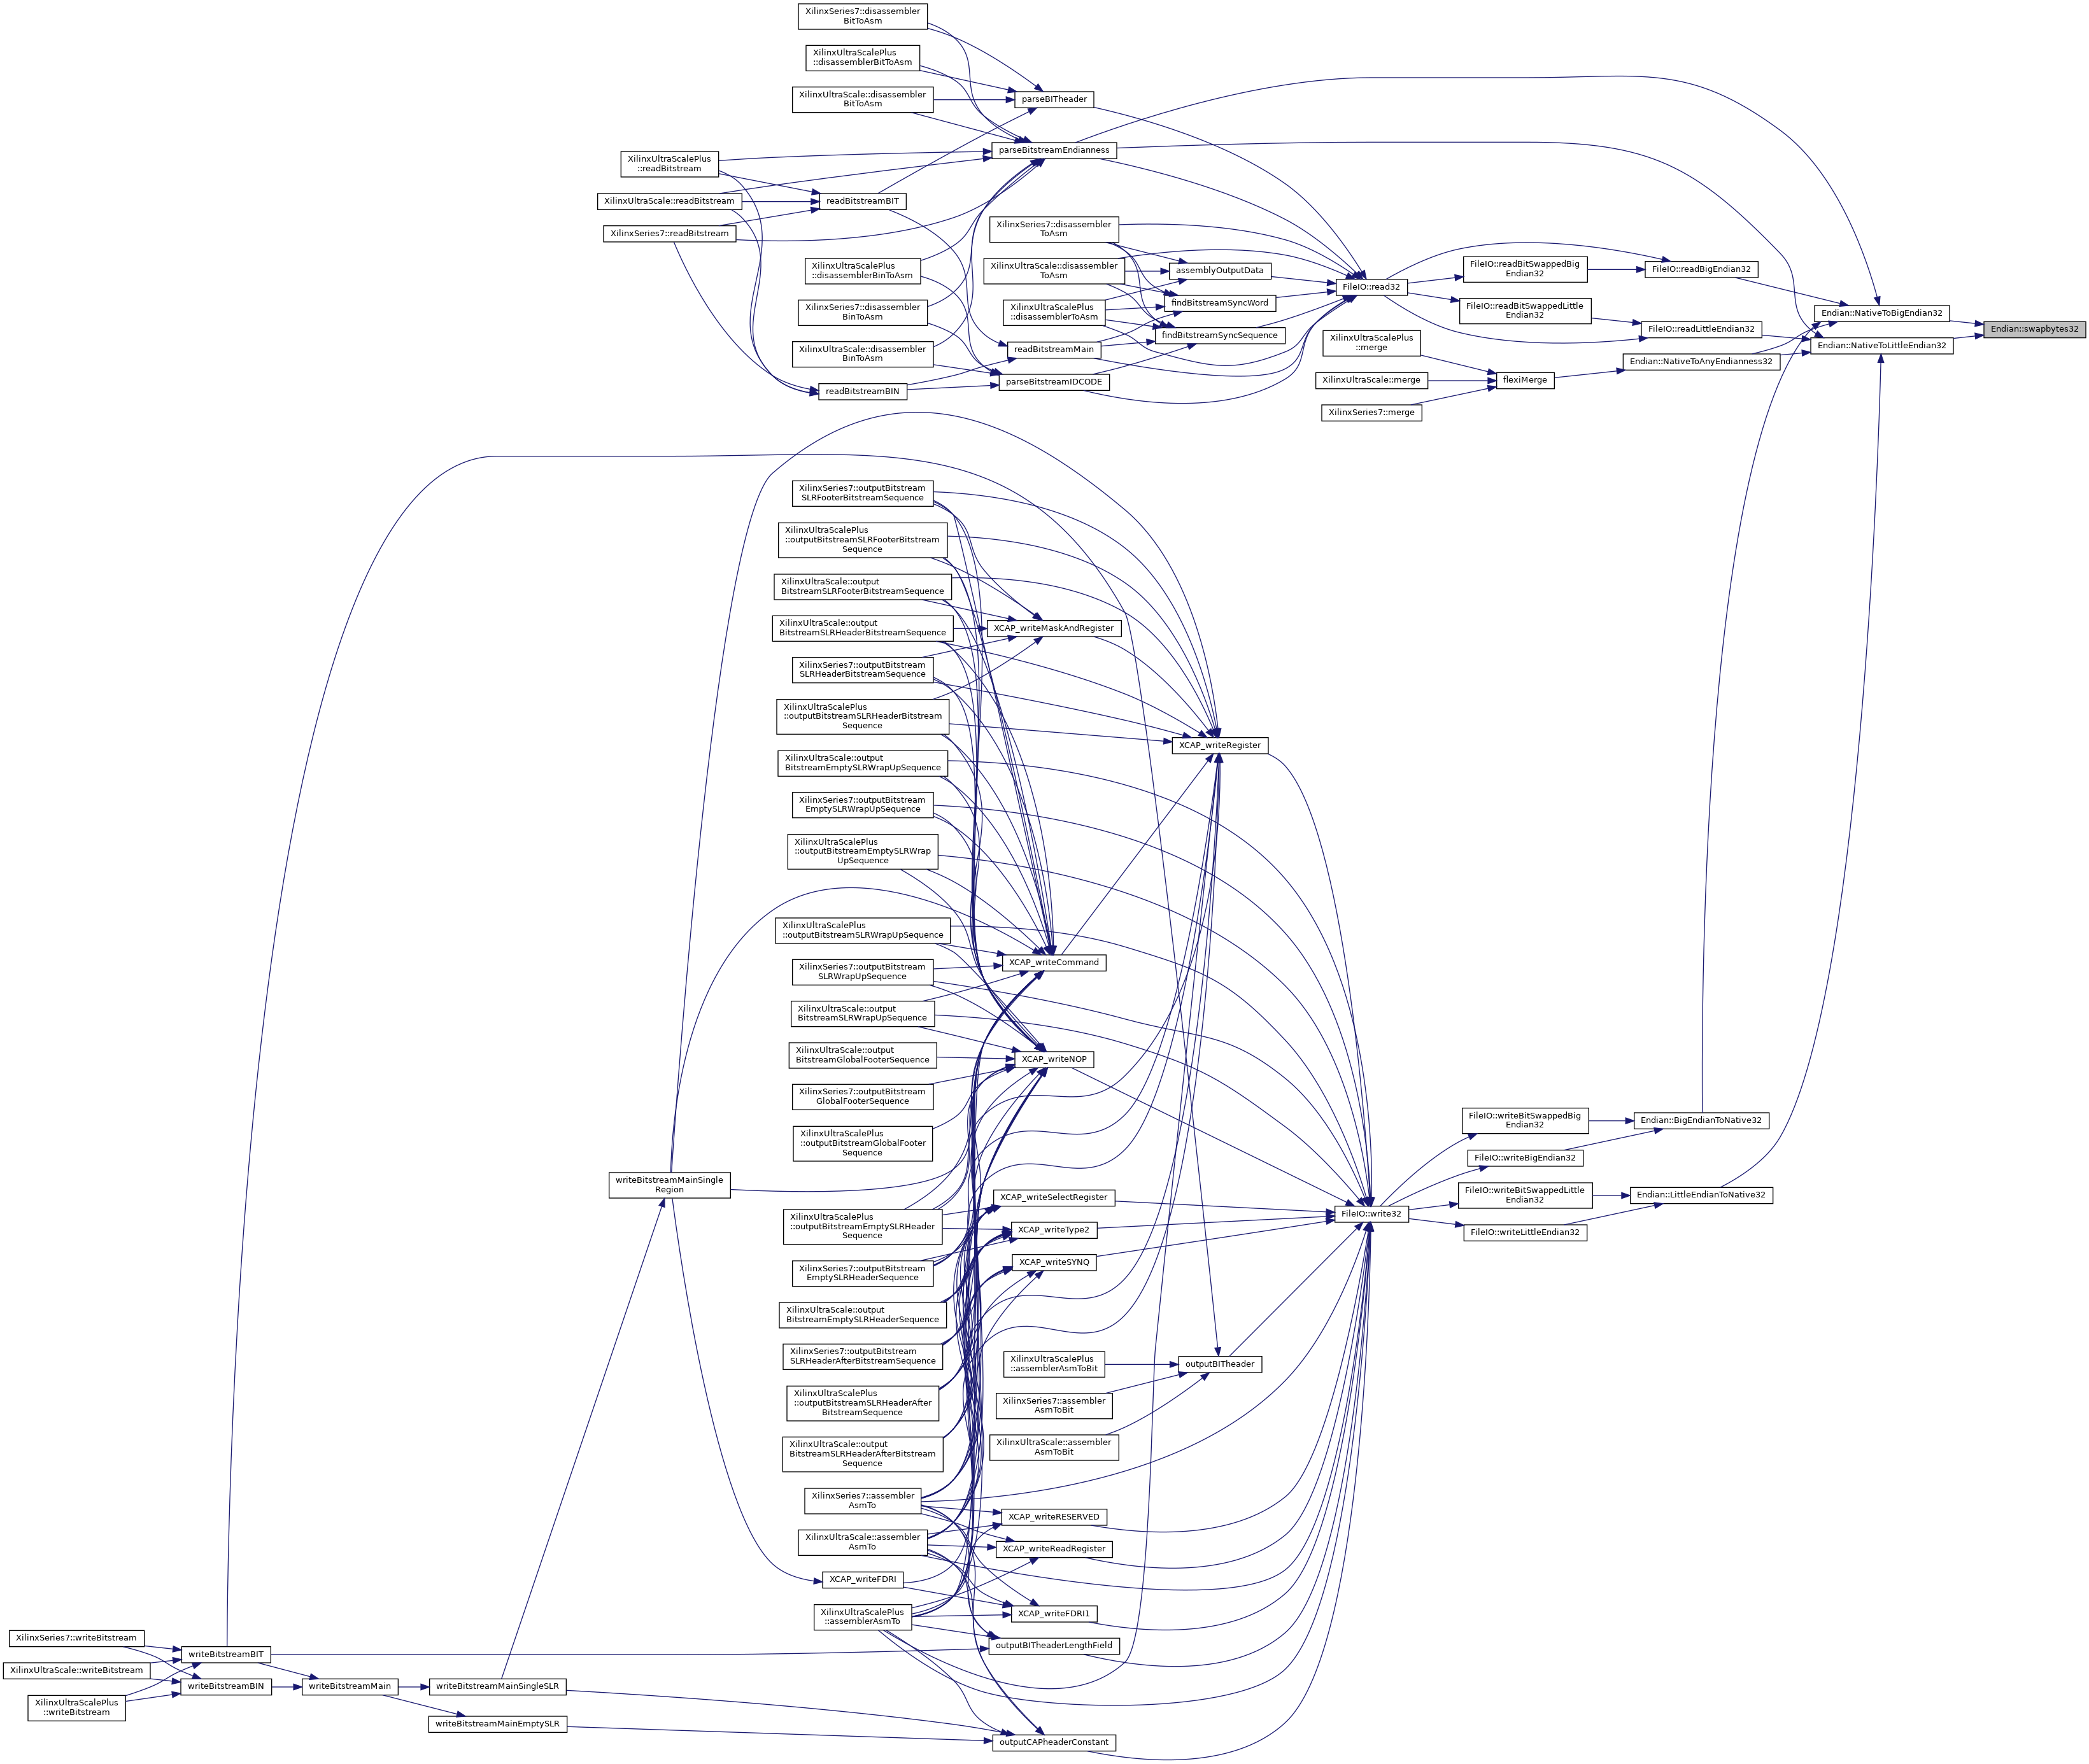 XilinxSeries7::disassembler
BitToAsm
XilinxUltraScalePlus
::disassemblerBitToAsm
XilinxUltraScale::disassembler
BitToAsm
parseBITheader
parseBitstreamEndianness
XilinxUltraScalePlus
::readBitstream
XilinxUltraScale::readBitstream
XilinxSeries7::readBitstream
readBitstreamBIT
XilinxUltraScalePlus
::disassemblerBinToAsm
XilinxSeries7::disassembler
BinToAsm
XilinxUltraScale::disassembler
BinToAsm
readBitstreamBIN
XilinxSeries7::disassembler
ToAsm
XilinxUltraScale::disassembler
ToAsm
XilinxUltraScalePlus
::disassemblerToAsm
readBitstreamMain
parseBitstreamIDCODE
assemblyOutputData
findBitstreamSyncWord
findBitstreamSyncSequence
FileIO::read32
XilinxUltraScalePlus
::merge
XilinxUltraScale::merge
XilinxSeries7::merge
FileIO::readBitSwappedBig
Endian32
FileIO::readBitSwappedLittle
Endian32
flexiMerge
FileIO::readBigEndian32
FileIO::readLittleEndian32
Endian::NativeToAnyEndianness32
Endian::NativeToBigEndian32
Endian::NativeToLittleEndian32
Endian::swapbytes32
XilinxSeries7::outputBitstream
SLRFooterBitstreamSequence
XilinxUltraScalePlus
::outputBitstreamSLRFooterBitstream
Sequence
XilinxUltraScale::output
BitstreamSLRFooterBitstreamSequence
XilinxUltraScale::output
BitstreamSLRHeaderBitstreamSequence
XilinxSeries7::outputBitstream
SLRHeaderBitstreamSequence
XilinxUltraScalePlus
::outputBitstreamSLRHeaderBitstream
Sequence
XilinxUltraScale::output
BitstreamEmptySLRWrapUpSequence
XilinxSeries7::outputBitstream
EmptySLRWrapUpSequence
XilinxUltraScalePlus
::outputBitstreamEmptySLRWrap
UpSequence
XilinxUltraScalePlus
::outputBitstreamSLRWrapUpSequence
XilinxSeries7::outputBitstream
SLRWrapUpSequence
XilinxUltraScale::output
BitstreamSLRWrapUpSequence
XilinxUltraScale::output
BitstreamGlobalFooterSequence
XilinxSeries7::outputBitstream
GlobalFooterSequence
XilinxUltraScalePlus
::outputBitstreamGlobalFooter
Sequence
writeBitstreamMainSingle
Region
XilinxUltraScalePlus
::outputBitstreamEmptySLRHeader
Sequence
XilinxSeries7::outputBitstream
EmptySLRHeaderSequence
XilinxUltraScale::output
BitstreamEmptySLRHeaderSequence
XilinxSeries7::outputBitstream
SLRHeaderAfterBitstreamSequence
XilinxUltraScalePlus
::outputBitstreamSLRHeaderAfter
BitstreamSequence
XilinxUltraScale::output
BitstreamSLRHeaderAfterBitstream
Sequence
XilinxSeries7::assembler
AsmTo
XilinxUltraScale::assembler
AsmTo
XCAP_writeFDRI
XilinxUltraScalePlus
::assemblerAsmTo
XCAP_writeMaskAndRegister
XCAP_writeRegister
XCAP_writeCommand
XCAP_writeNOP
XCAP_writeSelectRegister
XCAP_writeType2
XCAP_writeSYNQ
outputBITheader
XilinxUltraScalePlus
::assemblerAsmToBit
XilinxSeries7::assembler
AsmToBit
XilinxUltraScale::assembler
AsmToBit
XCAP_writeRESERVED
XCAP_writeReadRegister
XCAP_writeFDRI1
outputBITheaderLengthField
outputCAPheaderConstant
FileIO::write32
FileIO::writeBitSwappedBig
Endian32
FileIO::writeBigEndian32
FileIO::writeBitSwappedLittle
Endian32
FileIO::writeLittleEndian32
Endian::BigEndianToNative32
Endian::LittleEndianToNative32
XilinxSeries7::writeBitstream
XilinxUltraScale::writeBitstream
XilinxUltraScalePlus
::writeBitstream
writeBitstreamBIT
writeBitstreamBIN
writeBitstreamMain
writeBitstreamMainSingleSLR
writeBitstreamMainEmptySLR